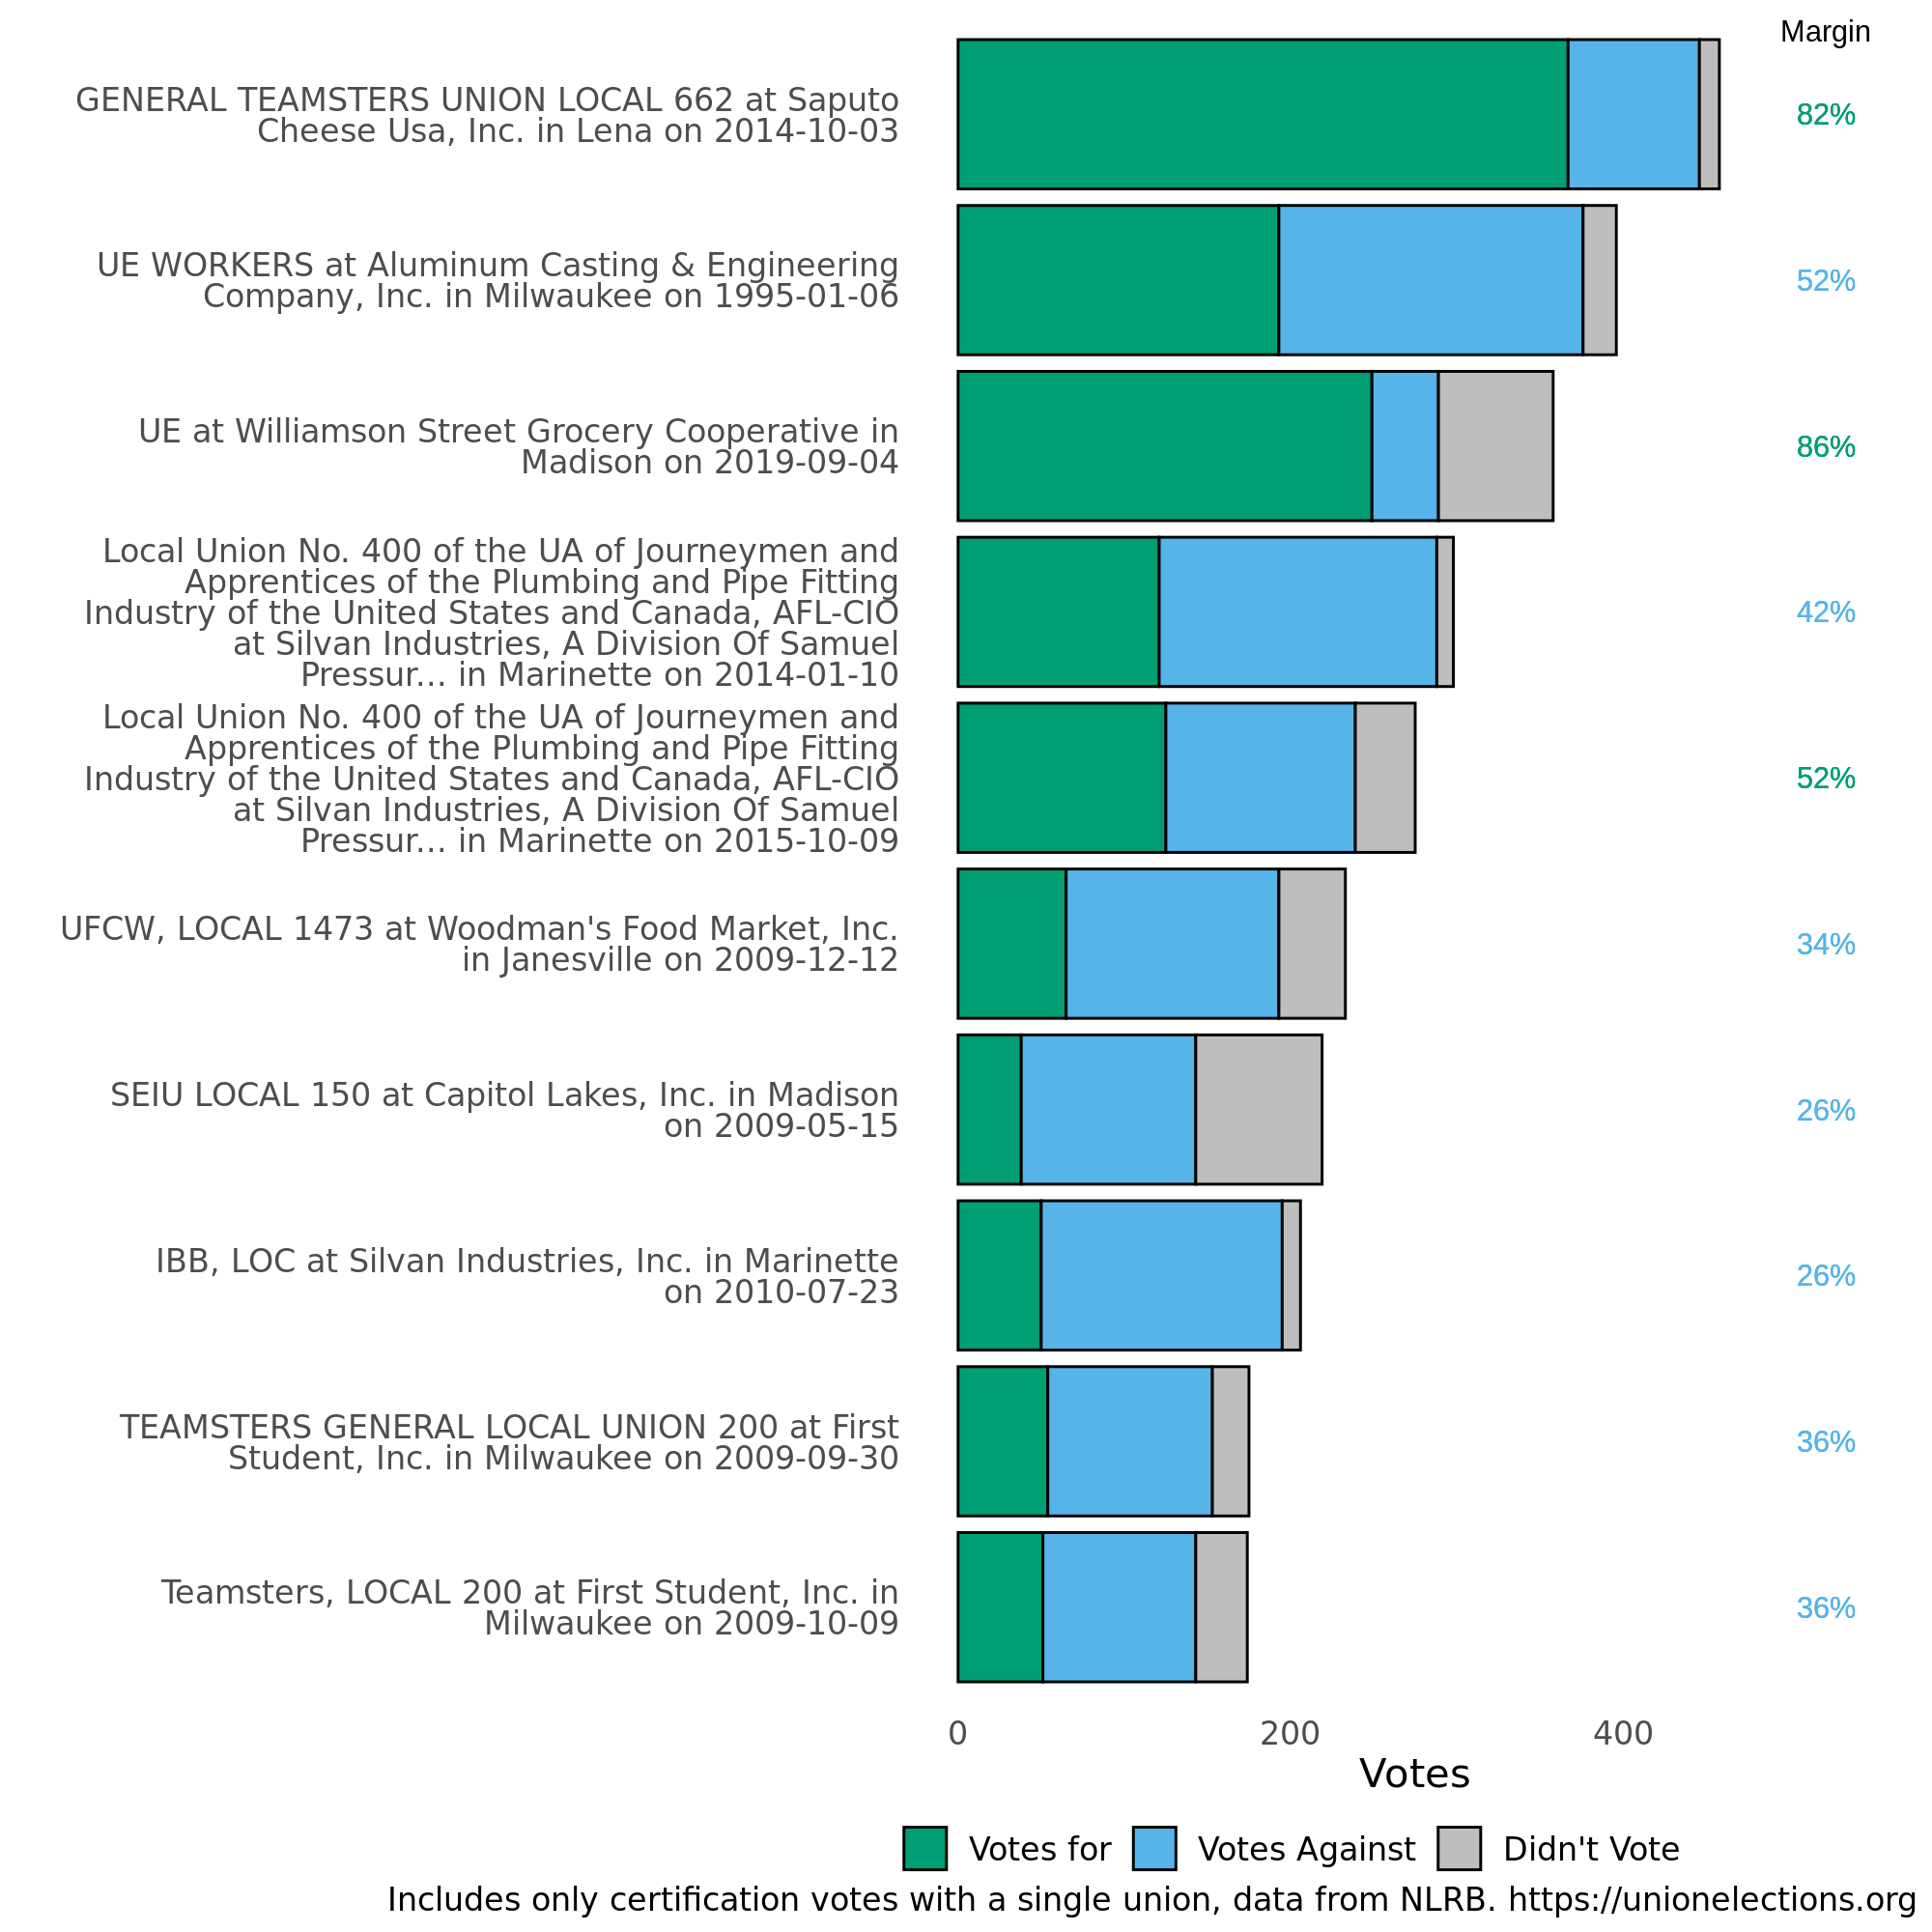 Margin
GENERAL TEAMSTERS UNION LOCAL 662 at Saputo
Cheese Usa, Inc. in Lena on 2014-10-03
82%
UE WORKERS at Aluminum Casting & Engineering
Company, Inc. in Milwaukee on 1995-01-06
52%
UE at Williamson Street Grocery Cooperative in
Madison on 2019-09-04
86%
Local Union No. 400 of the UA of Journeymen and
Apprentices of the Plumbing and Pipe Fitting
Industry of the United States and Canada, AFL-CIO
at Silvan Industries, A Division Of Samuel
Pressur... in Marinette on 2014-01-10
42%
Local Union No. 400 of the UA of Journeymen and
Apprentices of the Plumbing and Pipe Fitting
Industry of the United States and Canada, AFL-CIO
at Silvan Industries, A Division Of Samuel
Pressur... in Marinette on 2015-10-09
52%
UFCW, LOCAL 1473 at Woodman's Food Market, Inc.
in Janesville on 2009-12-12
34%
SEIU LOCAL 150 at Capitol Lakes, Inc. in Madison
on 2009-05-15
26%
IBB, LOC at Silvan Industries, Inc. in Marinette
on 2010-07-23
26%
TEAMSTERS GENERAL LOCAL UNION 200 at First
Student, Inc. in Milwaukee on 2009-09-30
36%
Teamsters, LOCAL 200 at First Student, Inc. in
Milwaukee on 2009-10-09
36%
0 200 400
Votes
Votes for Votes Against Didn't Vote
Includes only certification votes with a single union, data from NLRB. https://unionelections.org